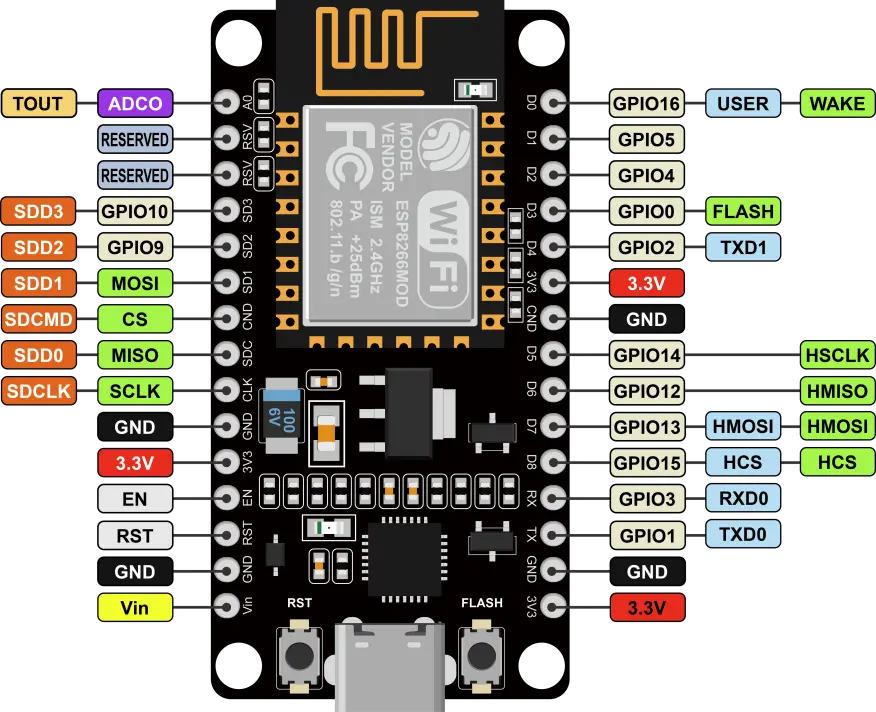 TOUT ADCO A0 D0 GPIO16 USER WAKE
RESERVED RSV D1 GPIO5
RESERVED RSV D2 GPIO4
SDD3 GPIO10 SD3 D3 GPIO0 FLASH
SDD2 GPIO9 SD2 D4 GPIO2 TXD1
SDD1 MOSI SD1 3V3 3.3V
SDCMD CS CND CND GND
SDD0 MISO SDC D5 GPIO14 HSCLK
SDCLK SCLK CLK D6 GPIO12 HMISO
GND GND D7 GPIO13 HMOSI HMOSI
3.3V 3V3 D8 GPIO15 HCS HCS
EN EN RX GPIO3 RXD0
RST RST TX GPIO1 TXD0
GND GND GND GND
Vin Vin 3V3 3.3V
MODEL
VENDOR
FC
WiFi
ESP8266MOD
ISM 2.4GHz
PA +25dBm
802.11.b/g/n
100
6V
RST
FLASH